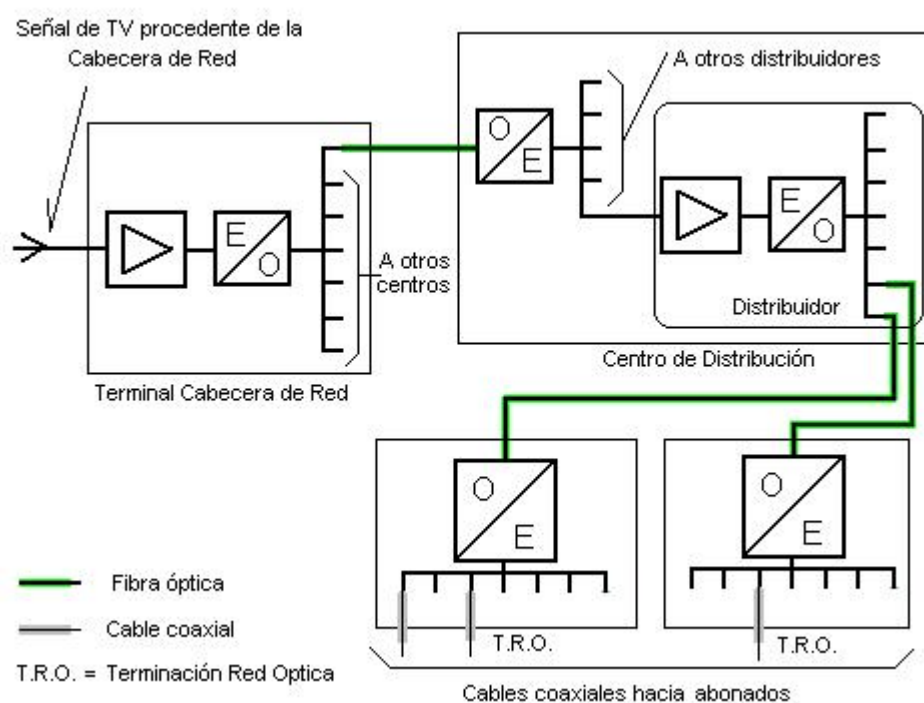 Señal de TV procedente de la
Cabecera de Red
A otros distribuidores
O
E
E
O
E
O
A otros
centros
Distribuidor
Terminal Cabecera de Red
Centro de Distribución
O
E
O
E
Fibra óptica
Cable coaxial
T.R.O.
T.R.O.
T.R.O. = Terminación Red Optica
Cables coaxiales hacia abonados